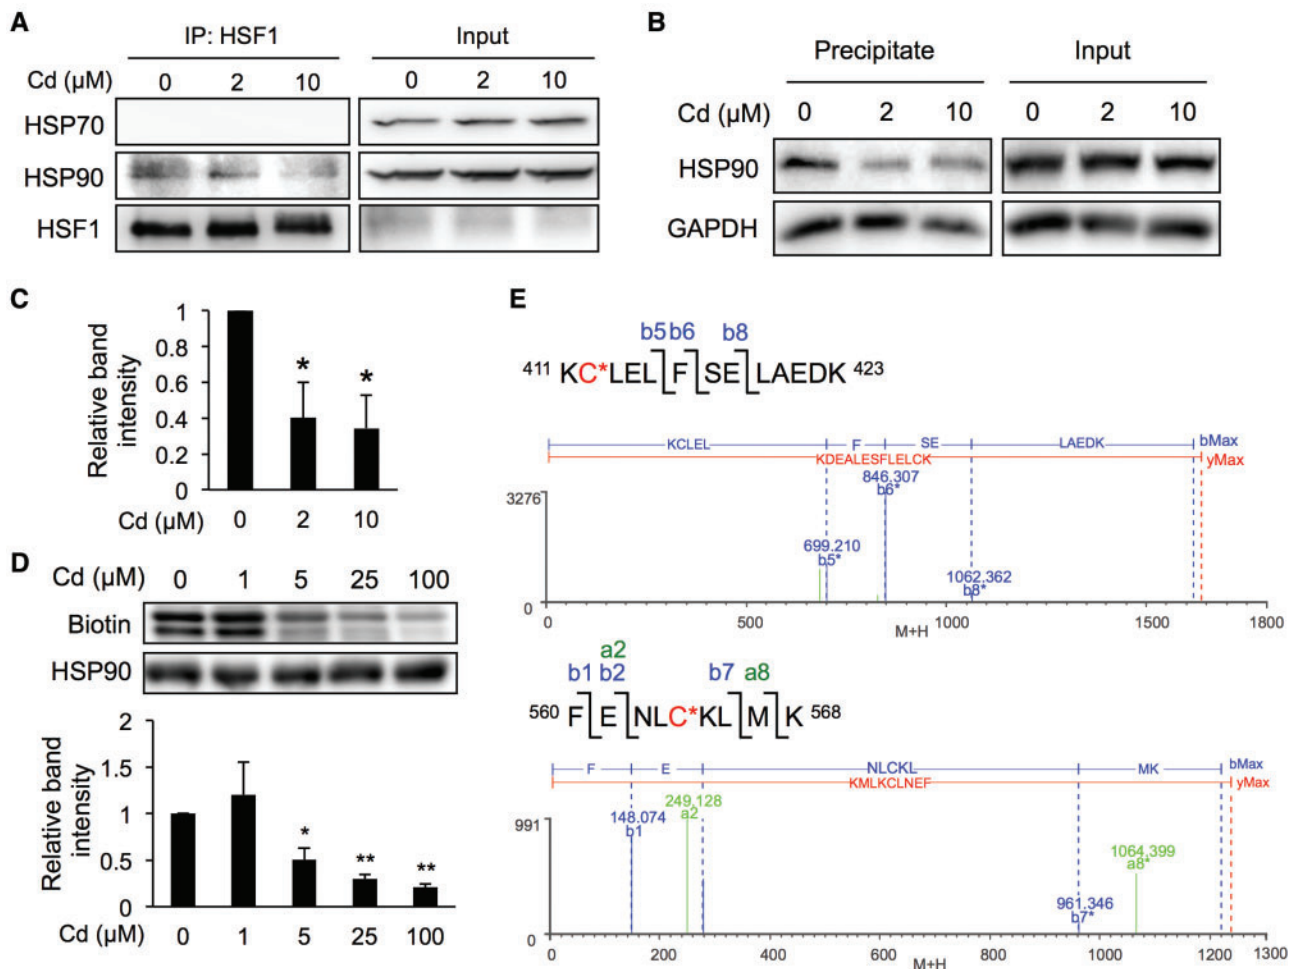 A
IP: HSF1 Input
Cd (µM) 0 2 10 0 2 10
HSP70
HSP90
HSF1
B
Precipitate Input
Cd (µM) 0 2 10 0 2 10
HSP90
GAPDH
C
Relative band
intensity
1
0.8
0.6
0.4
0.2
0
* *
Cd (µM) 0 2 10
D
Cd (µM) 0 1 5 25 100
Biotin
HSP90
Relative band
intensity
2
1.5
1
0.5
0
* ** **
Cd (µM) 0 1 5 25 100
E
b5 b6 b8
411 KC*LELFSELAEDK 423
KCLEL F SE LAEDK bMax
KDEALESFLELCK yMax
3276
846.307
b6*
699.210
b5*
1062.362
b8*
0
0 500 1000 1500 1800
M+H
a2
b1 b2 b7 a8
560 FENLC*KLMK 568
F E NLCKL MK bMax
KMLKCLNEF yMax
991
249.128
a2
148.074
b1
1064.399
a8*
961.346
b7*
0
0 200 400 600 800 1000 1200 1300
M+H